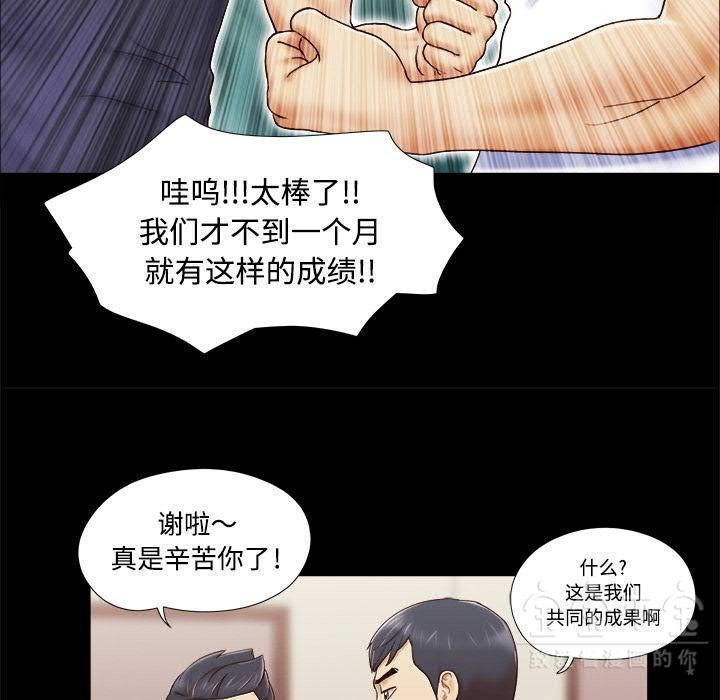 哇呜!!!太棒了!!
我们才不到一个月
就有这样的成绩!!
谢啦～
真是辛苦你了!
什么?
这是我们
共同的成果啊